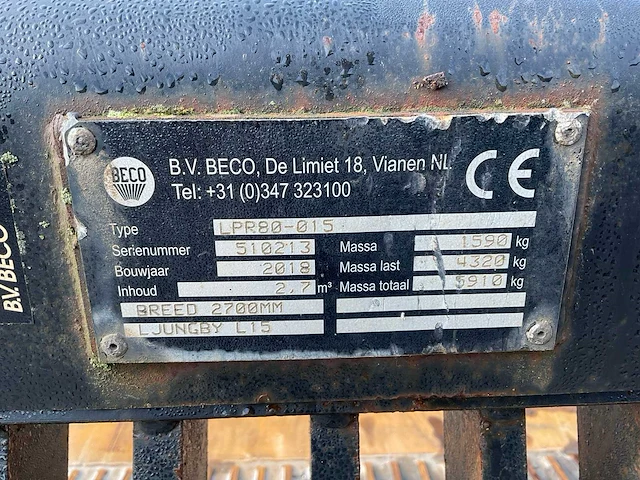 BECO
B.V. BECO, De Limiet 18, Vianen NL.
Tel: +31 (0)347 323100
CE
Type LPR80-015
Serienummer 510213 Massa 1590 kg
Bouwjaar 2018 Massa last 4320 kg
Inhoud 2,7 m³ Massa totaal 5910 kg
BREED 2700MM
LJUNGBY L15
B.V. BECO